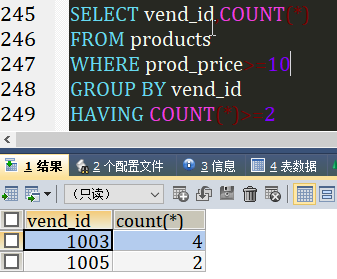 245 SELECT vend_id,COUNT(*)
246 FROM products
247 WHERE prod_price> 10
248 GROUP BY vend_id
249 HAVING COUNT(*)> 2
1 结果 2 个配置文件 3 信息 4 表数据
(只读)
vend_id count(*)
1003 4
1005 2